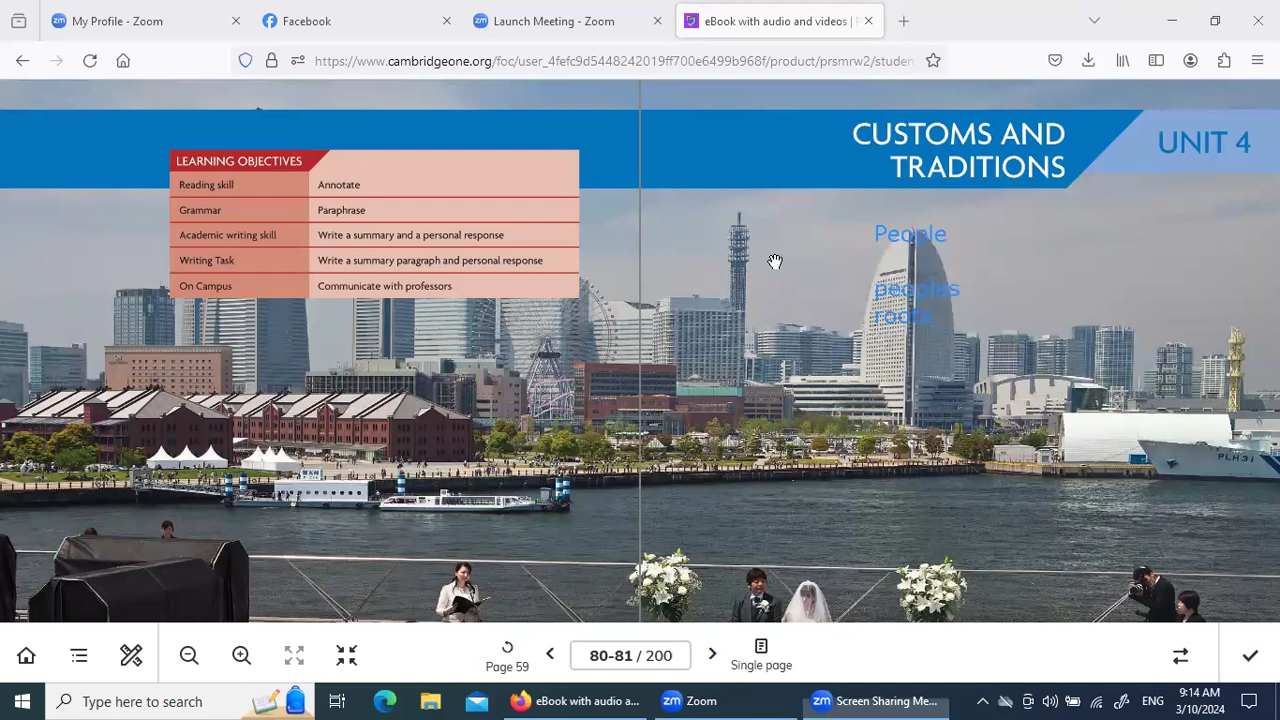 My Profile - Zoom
Facebook
Launch Meeting - Zoom
eBook with audio and videos | P
https://www.cambridgeone.org/foc/user_4fefc9d5448242019ff700e6499b968f/product/prsmrw2/studen
CUSTOMS AND
TRADITIONS
UNIT 4
LEARNING OBJECTIVES
Reading skill Annotate
Grammar Paraphrase
Academic writing skill Write a summary and a personal response
Writing Task Write a summary paragraph and personal response
On Campus Communicate with professors
People
peoples
roots
PLH31
Page 59
80-81 / 200
Single page
Type here to search
eBook with audio a...
Zoom
Screen Sharing Me...
ENG
9:14 AM
3/10/2024